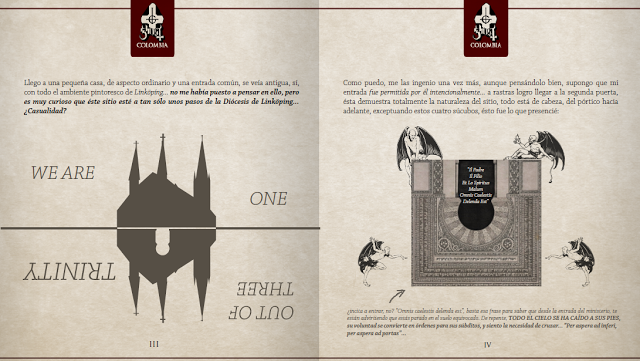 Ghost
COLOMBIA
Llego a una pequeña casa, de aspecto ordinario y una entrada común, se veía antigua, sí,
con todo el ambiente pintoresco de Linköping... no me había puesto a pensar en ello, pero
es muy curioso que éste sitio esté a tan sólo unos pasos de la Diócesis de Linköping...
¿Casualidad?
WE ARE
ONE
TRINITY
OUT OF
THREE
III
Ghost
COLOMBIA
Como puedo, me las ingenio una vez más, aunque pensándolo bien, supongo que mi
entrada fue permitida por él intencionalmente... a rastras logro llegar a la segunda puerta,
ésta demuestra totalmente la naturaleza del sitio, todo está de cabeza, del pórtico hacia
adelante, exceptuando estos cuatro súcubos, ésto fue lo que presencié:
"Il Padre
Il Filio
Et Lo Spiritus
Malum
Omnis Caelestis
Delenda Est"
¿Incica a entrar, no? "Omnis caelestis delenda est", basta esa frase para saber que desde la entrada del ministerio, se
están advirtiendo que estás parado en el suelo equivocado. De repente, TODO EL CIELO SE HA CAÍDO A SUS PIES,
su voluntad se convierte en órdenes para sus súbditos, y siento la necesidad de cruzar... "Per aspera ad inferi,
per aspera ad portas"...
IV